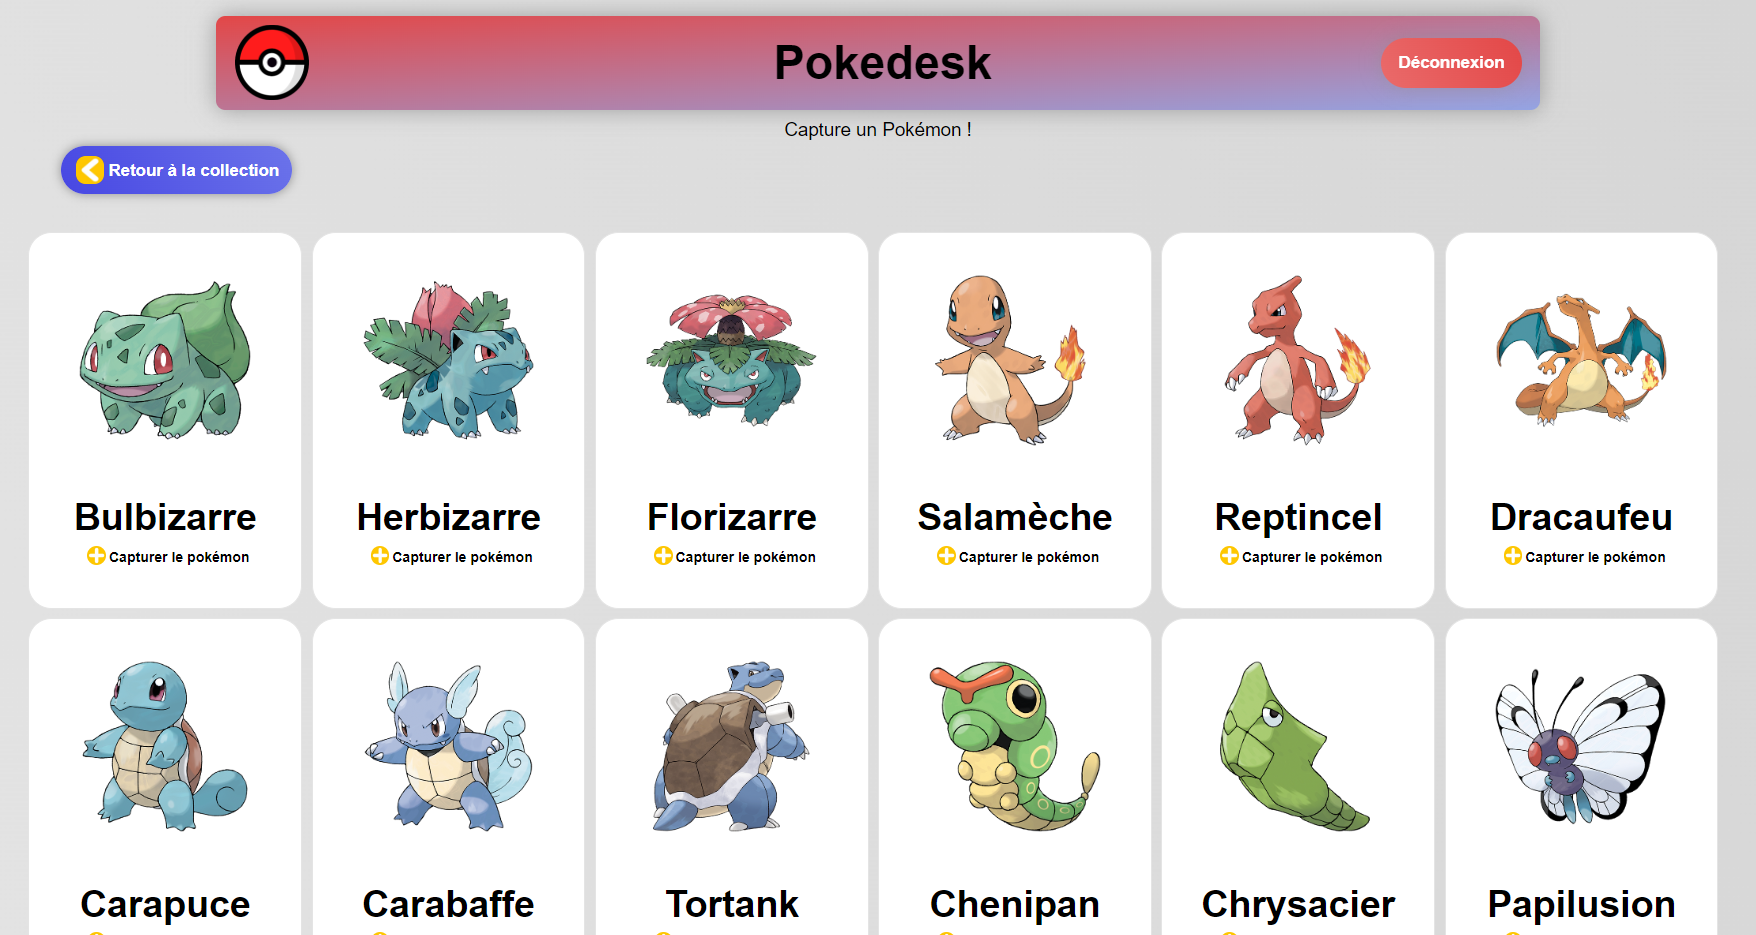 Pokedesk
Déconnexion
Capture un Pokémon !
Retour à la collection
Bulbizarre
Capturer le pokémon
Herbizarre
Capturer le pokémon
Florizarre
Capturer le pokémon
Salamèche
Capturer le pokémon
Reptincel
Capturer le pokémon
Dracaufeu
Capturer le pokémon
Carapuce
Carabaffe
Tortank
Chenipan
Chrysacier
Papilusion